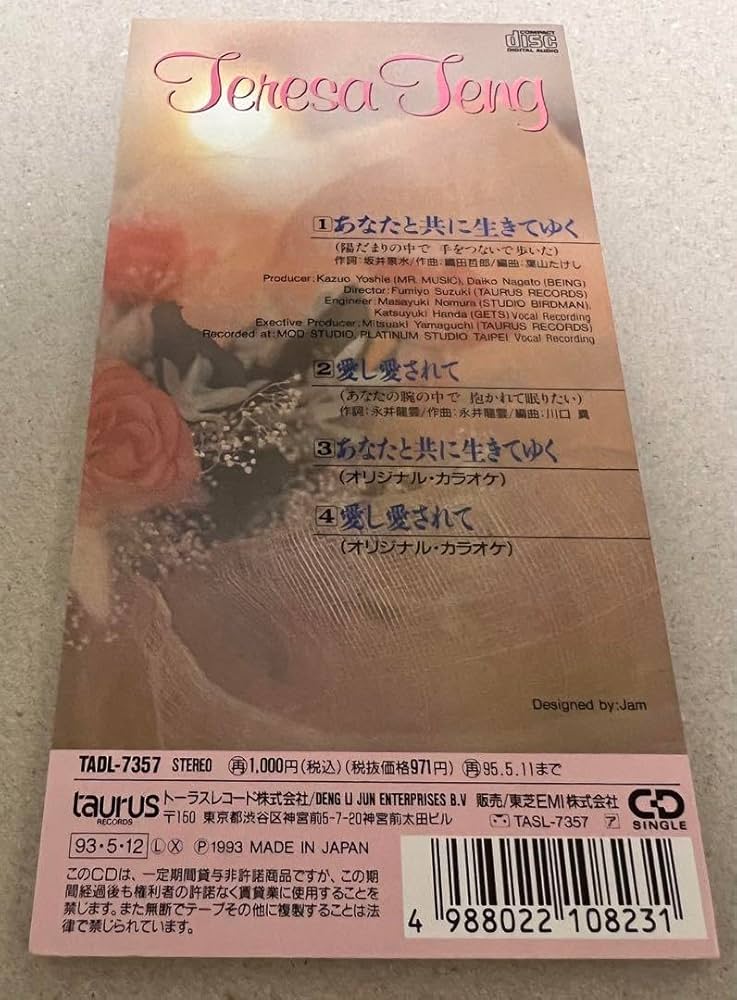 COMPACT
disc
DIGITAL AUDIO
Teresa Teng
1 あなたと共に生きてゆく
(陽だまりの中で 手をつないで歩いた)
作詞:坂井泉水/作曲:織田哲郎/編曲:葉山たけし
Producer:Kazuo Yoshie(MR. MUSIC), Daiko Nagato(BEING)
Director:Fumiyo Suzuki(TAURUS RECORDS)
Engineer:Masayuki Nomura(STUDIO BIRDMAN),
Katsuyuki Handa(GETS) Vocal Recording
Exective Producer:Mitsuaki Yamaguchi(TAURUS RECORDS)
Recorded at:MOD STUDIO, PLATINUM STUDIO TAIPEI Vocal Recording
2 愛し愛されて
(あなたの腕の中で 抱かれて眠りたい)
作詞:永井龍雲/作曲:永井龍雲/編曲:川口 真
3 あなたと共に生きてゆく
(オリジナル・カラオケ)
4 愛し愛されて
(オリジナル・カラオケ)
Designed by:Jam
TADL-7357 STEREO 再1,000円(税込)(税抜価格971円) 再95.5.11まで
taurus RECORDS トーラスレコード株式会社/DENG LI JUN ENTERPRISES B.V 販売/東芝EMI株式会社
〒150 東京都渋谷区神宮前5-7-20神宮前太田ビル TASL-7357 ア
CD SINGLE
93・5・12 L X Ⓟ1993 MADE IN JAPAN
このCDは、一定期間貸与非許諾商品ですが、この期
間経過後も権利者の許諾なく賃貸業に使用することを
禁じます。また無断でテープその他に複製することは法
律で禁じられています。
4 988022 108231